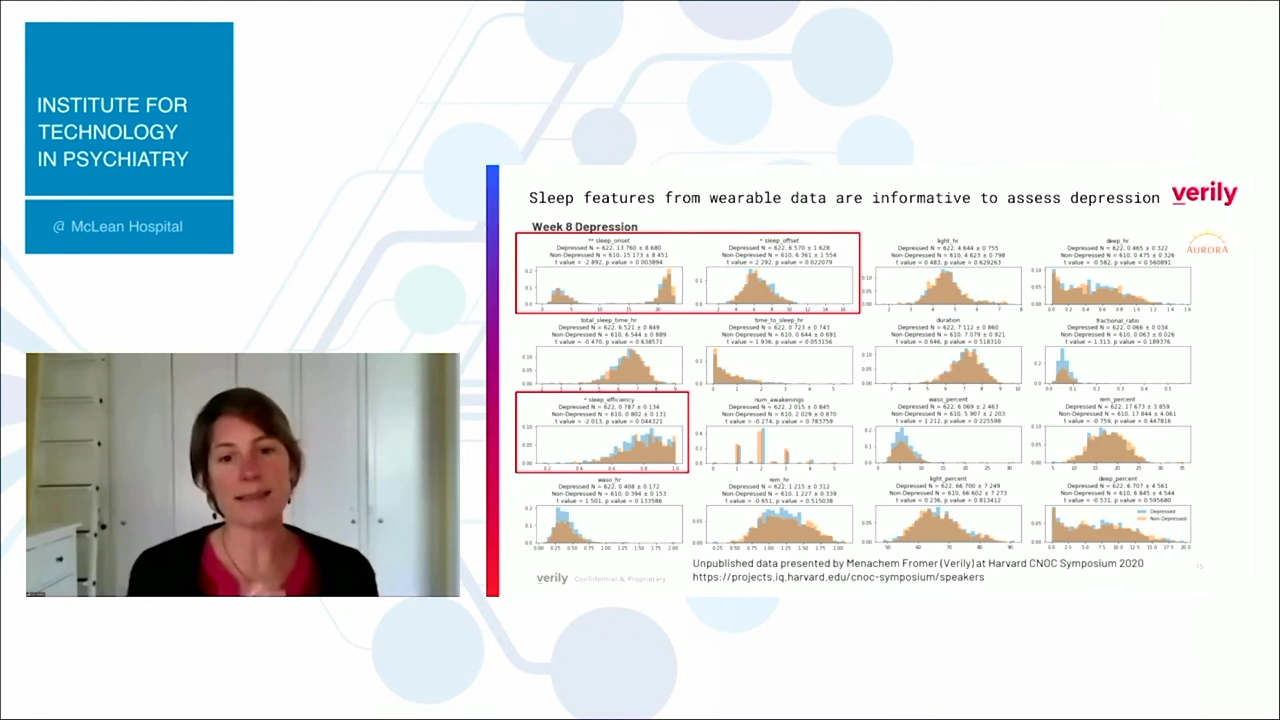 INSTITUTE FOR
TECHNOLOGY
IN PSYCHIATRY
@ McLean Hospital
Sleep features from wearable data are informative to assess depression
verily
AURORA
Week 8 Depression
** sleep_onset
Depressed N = 622, 13.760 ± 8.680
Non-Depressed N = 610, 15.173 ± 8.451
t value = -2.892, p value = 0.003894
* sleep_offset
Depressed N = 622, 6.570 ± 1.628
Non-Depressed N = 610, 6.361 ± 1.554
t value = 2.292, p value = 0.022079
light_hr
Depressed N = 622, 4.644 ± 0.755
Non-Depressed N = 610, 4.623 ± 0.798
t value = 0.483, p value = 0.629263
deep_hr
Depressed N = 622, 0.465 ± 0.322
Non-Depressed N = 610, 0.475 ± 0.326
t value = -0.582, p value = 0.560891
total_sleep_time_hr
Depressed N = 622, 6.521 ± 0.849
Non-Depressed N = 610, 6.544 ± 0.889
t value = -0.470, p value = 0.638571
time_to_sleep_hr
Depressed N = 622, 0.723 ± 0.743
Non-Depressed N = 610, 0.644 ± 0.691
t value = 1.936, p value = 0.053156
duration
Depressed N = 622, 7.112 ± 0.860
Non-Depressed N = 610, 7.079 ± 0.921
t value = 0.646, p value = 0.518310
fractional_ratio
Depressed N = 622, 0.066 ± 0.034
Non-Depressed N = 610, 0.063 ± 0.026
t value = 1.313, p value = 0.189376
* sleep_efficiency
Depressed N = 622, 0.787 ± 0.134
Non-Depressed N = 610, 0.802 ± 0.131
t value = -2.013, p value = 0.044321
num_awakenings
Depressed N = 622, 2.015 ± 0.845
Non-Depressed N = 610, 2.029 ± 0.870
t value = -0.274, p value = 0.783759
waso_percent
Depressed N = 622, 6.069 ± 2.463
Non-Depressed N = 610, 5.907 ± 2.203
t value = 1.212, p value = 0.225598
rem_percent
Depressed N = 622, 17.673 ± 3.859
Non-Depressed N = 610, 17.844 ± 4.061
t value = -0.759, p value = 0.447816
waso_hr
Depressed N = 622, 0.408 ± 0.172
Non-Depressed N = 610, 0.394 ± 0.153
t value = 1.501, p value = 0.133586
rem_hr
Depressed N = 622, 1.215 ± 0.312
Non-Depressed N = 610, 1.227 ± 0.339
t value = -0.651, p value = 0.515038
light_percent
Depressed N = 622, 66.700 ± 7.249
Non-Depressed N = 610, 66.602 ± 7.273
t value = 0.236, p value = 0.813412
deep_percent
Depressed N = 622, 6.707 ± 4.561
Non-Depressed N = 610, 6.845 ± 4.544
t value = -0.531, p value = 0.595680
Depressed
Non-Depressed
Unpublished data presented by Menachem Fromer (Verily) at Harvard CNOC Symposium 2020
https://projects.iq.harvard.edu/cnoc-symposium/speakers
verily Confidential & Proprietary
15